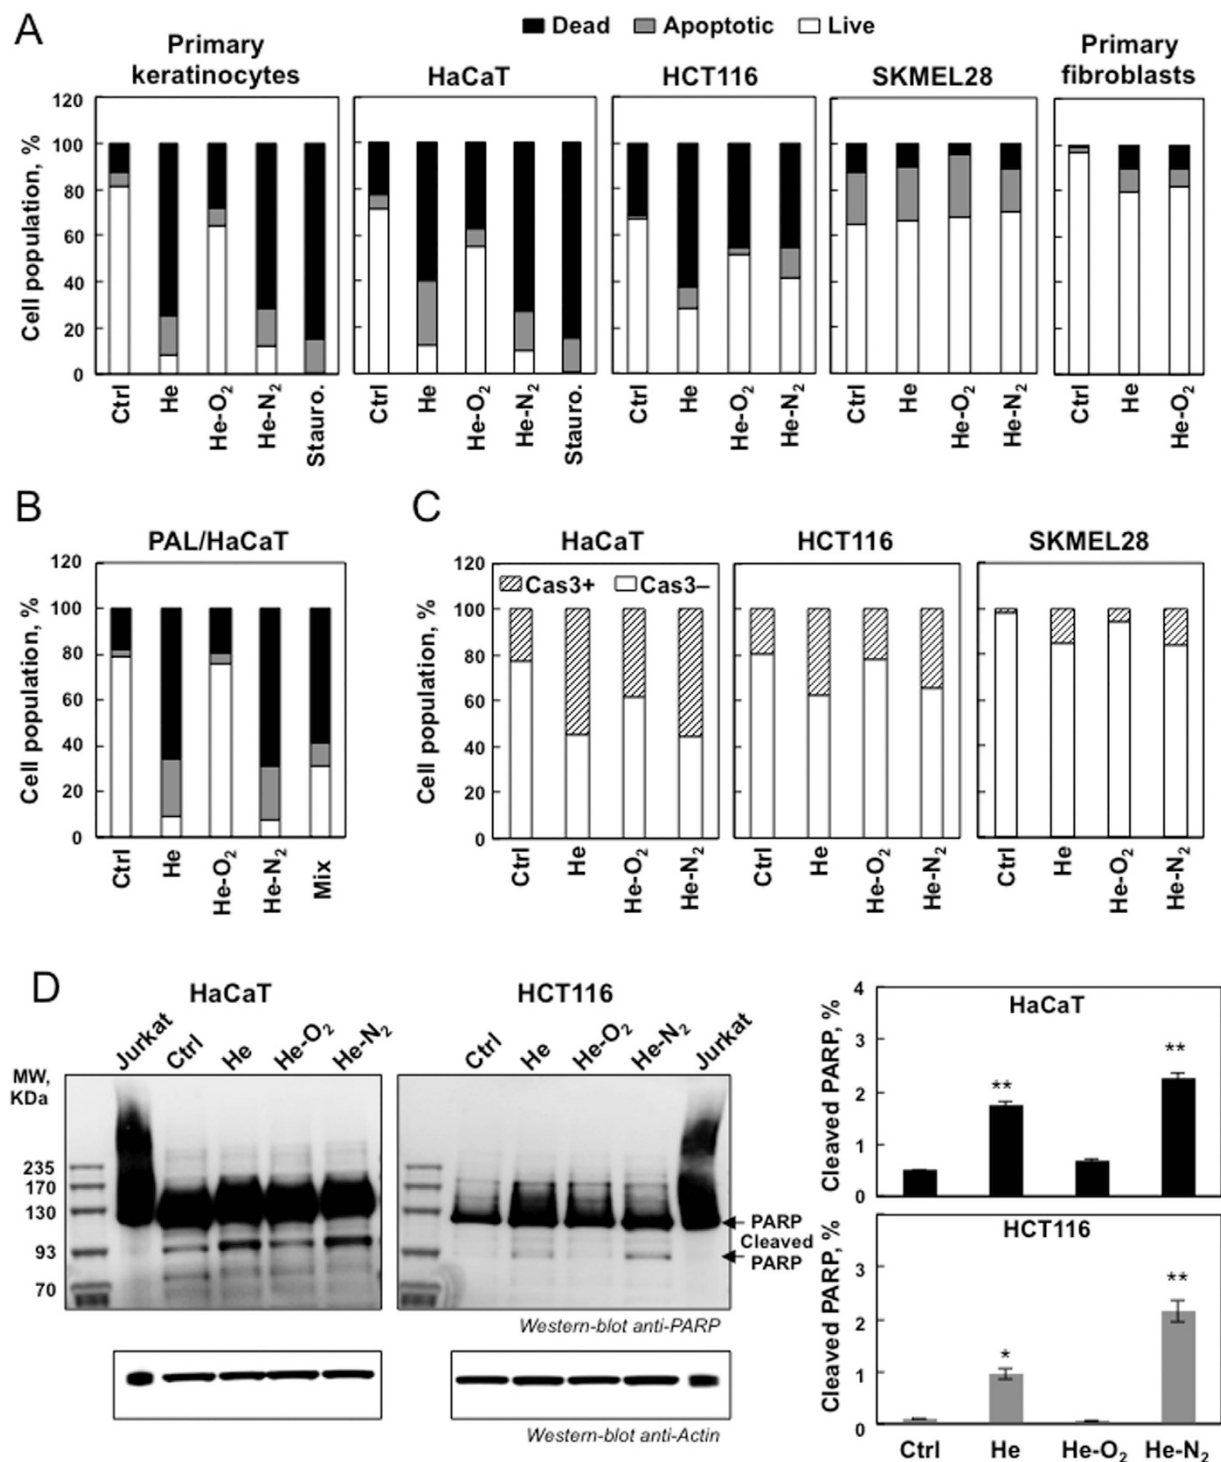 A
Dead Apoptotic Live
Primary keratinocytes
HaCaT
HCT116
SKMEL28
Primary fibroblasts
Cell population, %
120
100
80
60
40
20
0
Ctrl He He-O₂ He-N₂ Stauro.
Ctrl He He-O₂ He-N₂ Stauro.
Ctrl He He-O₂ He-N₂
Ctrl He He-O₂ He-N₂
Ctrl He He-O₂
B
PAL/HaCaT
Cell population, %
120
100
80
60
40
20
0
Ctrl He He-O₂ He-N₂ Mix
C
HaCaT
HCT116
SKMEL28
Cas3+ Cas3–
Cell population, %
120
100
80
60
40
20
0
Ctrl He He-O₂ He-N₂
Ctrl He He-O₂ He-N₂
Ctrl He He-O₂ He-N₂
D
HaCaT
HCT116
Jurkat Ctrl He He-O₂ He-N₂
Ctrl He He-O₂ He-N₂ Jurkat
MW,
KDa
235
170
130
93
70
PARP
Cleaved
PARP
Western-blot anti-PARP
Western-blot anti-Actin
HaCaT
Cleaved PARP, %
4
3
2
1
0
**
**
HCT116
Cleaved PARP, %
3
2
1
0
*
**
Ctrl He He-O₂ He-N₂